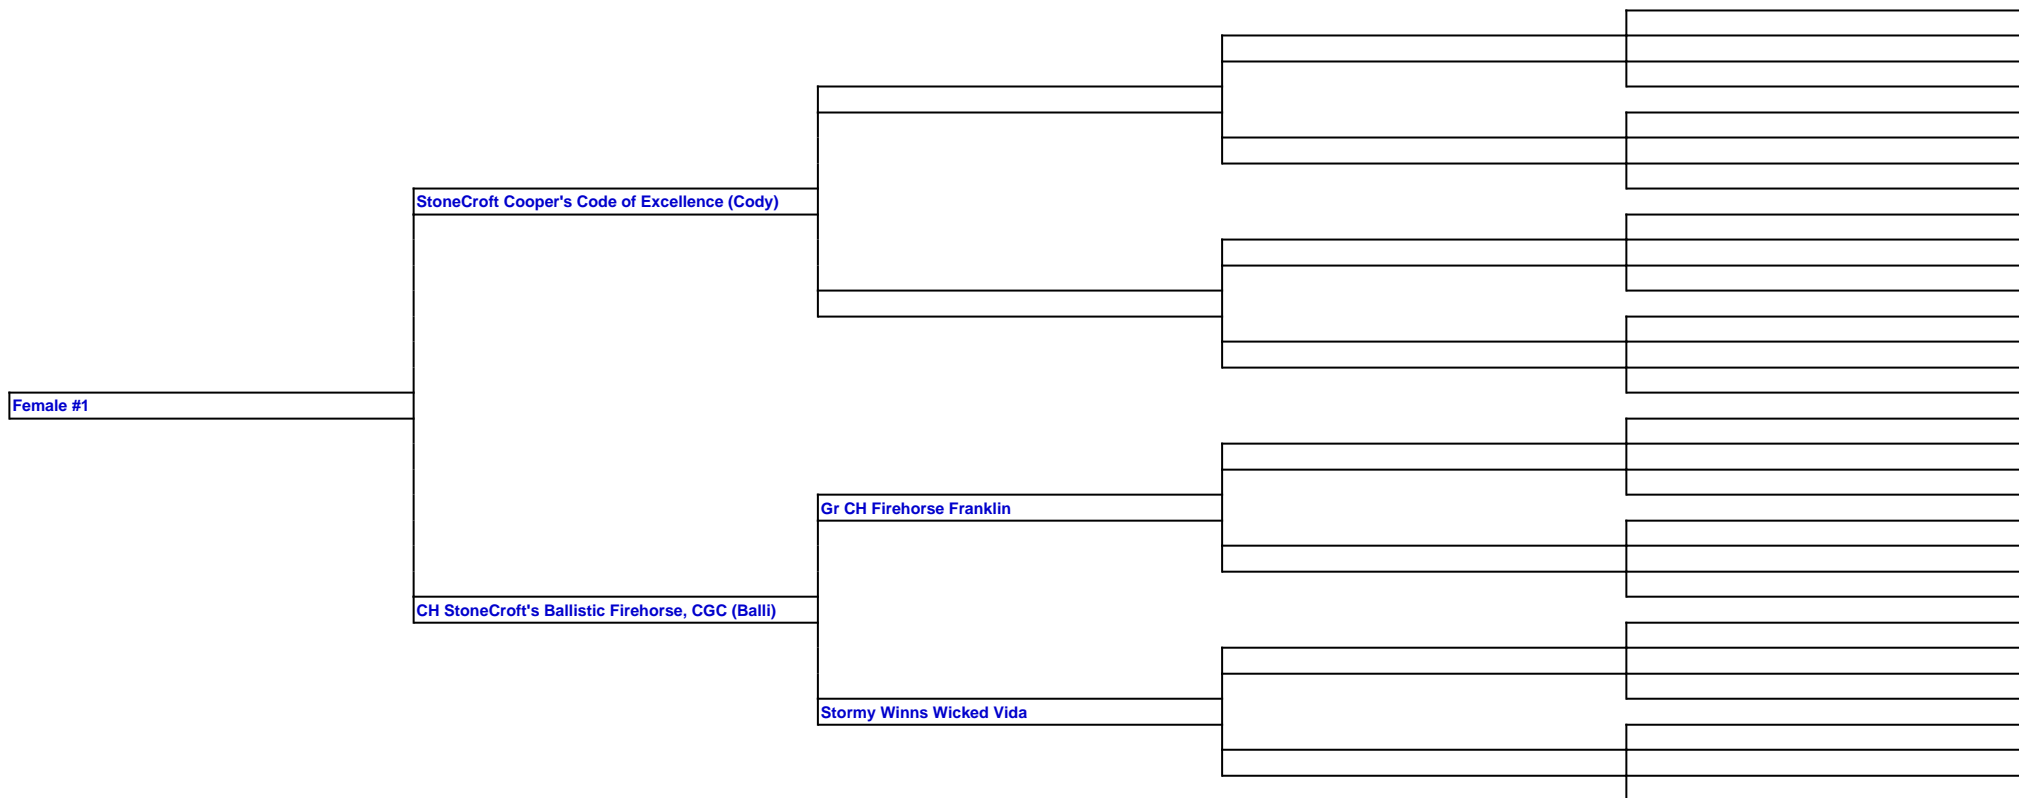 StoneCroft Cooper's Code of Excellence (Cody)
Female #1
Gr CH Firehorse Franklin
CH StoneCroft's Ballistic Firehorse, CGC (Balli)
Stormy Winns Wicked Vida